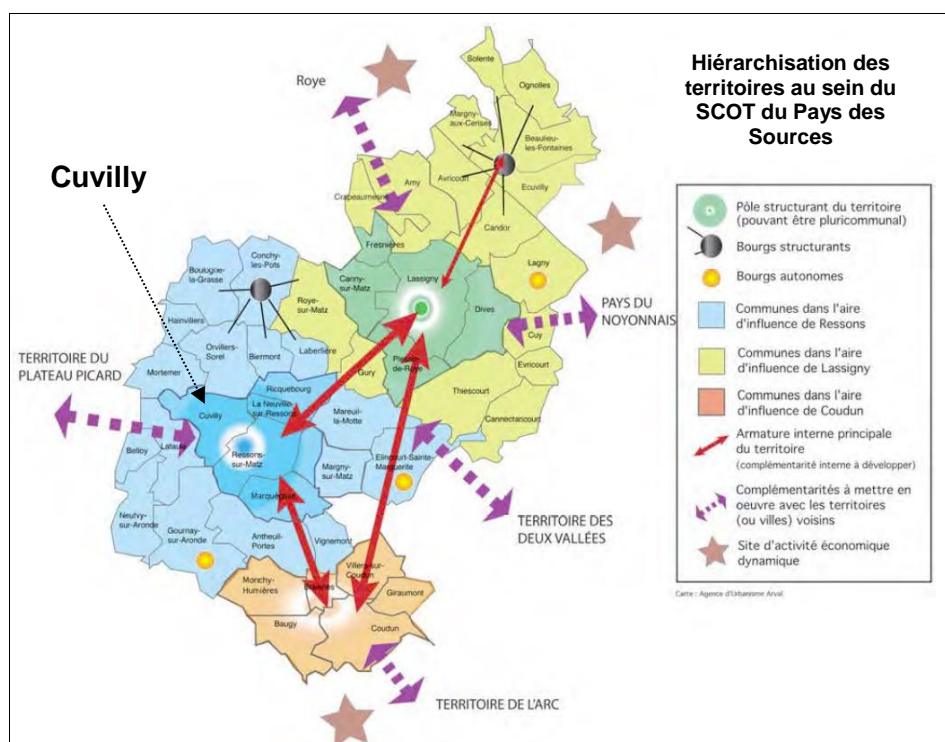 Hiérarchisation des
territoires au sein du
SCOT du Pays des
Sources
Cuvilly
Roye
Solente
Ognolles
Margny-
aux-Cerises
Beaulieu-
les-Fontaines
Avricourt
Ecuvilly
Amy
Crapeaumesnil
Candor
Fresnières
Lagny
Lassigny
Canny-
sur-Matz
Dives
Roye-
sur-Matz
Plessis-
de-Roye
Cuy
Evricourt
Gury
Thiescourt
Cannectancourt
Conchy-
les-Pots
Boulogne-
la-Grasse
Hainvillers
Orvillers-
Sorel
Biermont
Laberlière
Mortemer
Ricquebourg
La Neuville-
sur-Ressons
Mareuil-
la-Motte
Cuvilly
Ressons-
sur-Matz
Belloy
Lataule
Margny-
sur-Matz
Elincourt-Sainte-
Marguerite
Marquéglise
Neufvy-
sur-Aronde
Gournay-
sur-Aronde
Antheuil-
Portes
Vignemont
Villers-sur-
Coudun
Monchy-
Humières
Giraumont
Baugy
Coudun
TERRITOIRE DU
PLATEAU PICARD
PAYS DU
NOYONNAIS
TERRITOIRE DES
DEUX VALLÉES
TERRITOIRE DE L'ARC
Pôle structurant du territoire
(pouvant être pluricommunal)
Bourgs structurants
Bourgs autonomes
Communes dans l'aire
d'influence de Ressons
Communes dans l'aire
d'influence de Lassigny
Communes dans l'aire
d'influence de Coudun
Armature interne principale
du territoire
(complémentarité interne à développer)
Complémentarités à mettre en
oeuvre avec les territoires
(ou villes) voisins
Site d'activité économique
dynamique
Carte : Agence d'Urbanisme Arval